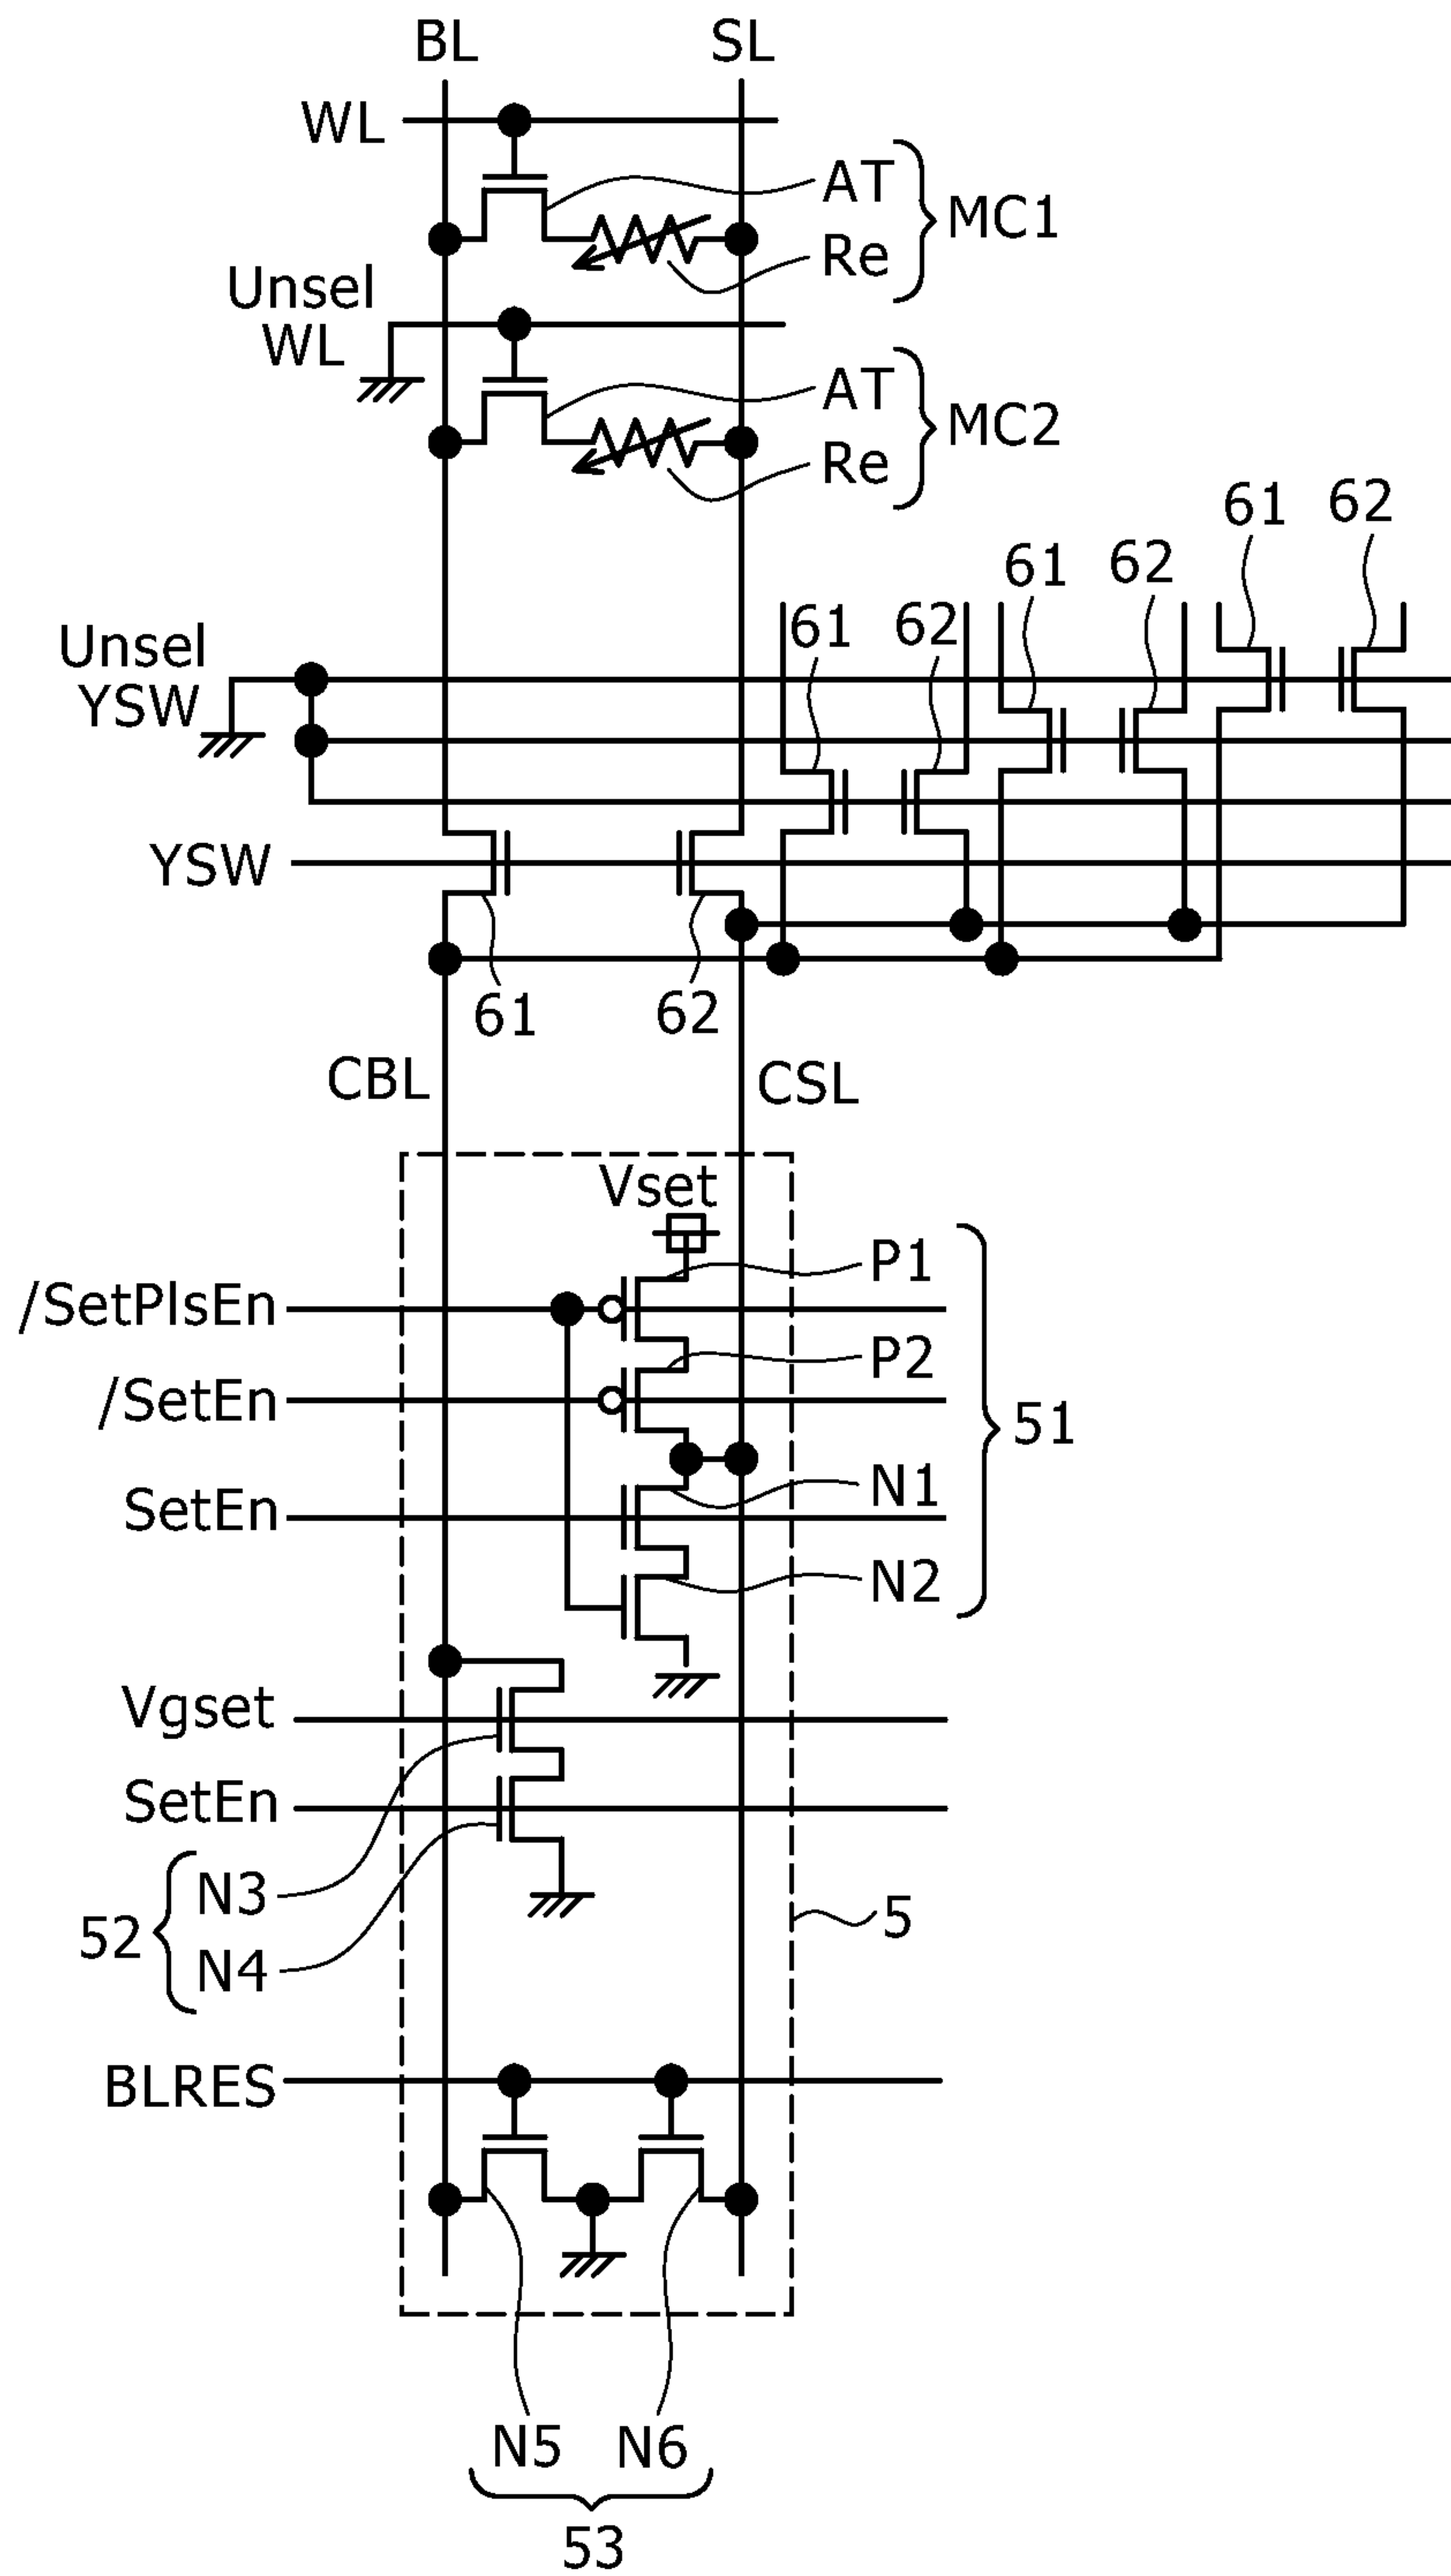 BL
SL
WL
AT
MC1
Re
Unsel
WL
AT
MC2
Re
61
62
61
62
61
62
Unsel
YSW
YSW
61
62
CBL
CSL
Vset
P1
/SetPlsEn
P2
/SetEn
51
N1
SetEn
N2
Vgset
SetEn
N3
5
52
N4
BLRES
N5
N6
53